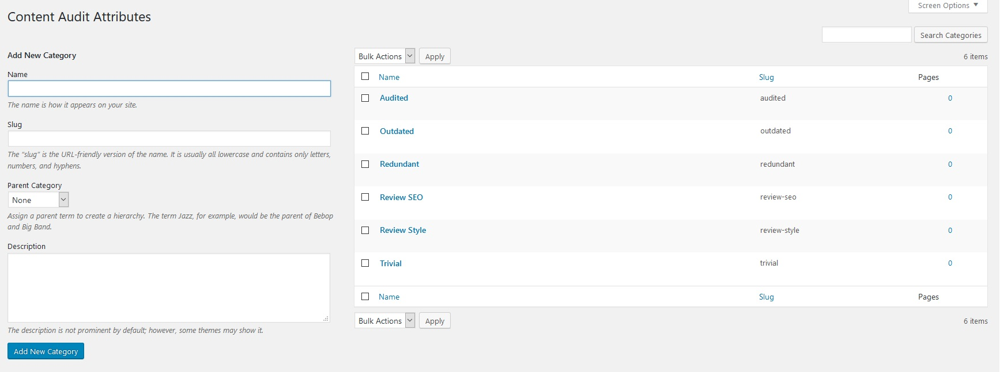 Screen Options
Content Audit Attributes
Search Categories
Add New Category
Bulk Actions Apply 6 items
Name
Name Slug Pages
The name is how it appears on your site.
Audited audited 0
Slug
Outdated outdated 0
The "slug" is the URL-friendly version of the name. It is usually all lowercase and contains only letters,
numbers, and hyphens.
Redundant redundant 0
Parent Category
None
Review SEO review-seo 0
Assign a parent term to create a hierarchy. The term Jazz, for example, would be the parent of Bebop
and Big Band.
Review Style review-style 0
Description
Trivial trivial 0
Name Slug Pages
Bulk Actions Apply 6 items
The description is not prominent by default; however, some themes may show it.
Add New Category